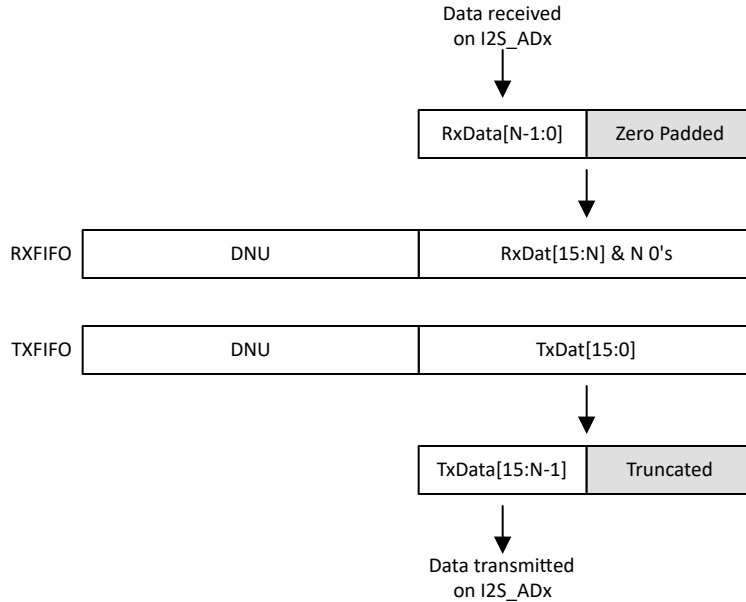 Data received
on I2S_ADx
RxData[N-1:0] Zero Padded
RXFIFO DNU RxDat[15:N] & N 0's
TXFIFO DNU TxDat[15:0]
TxData[15:N-1] Truncated
Data transmitted
on I2S_ADx